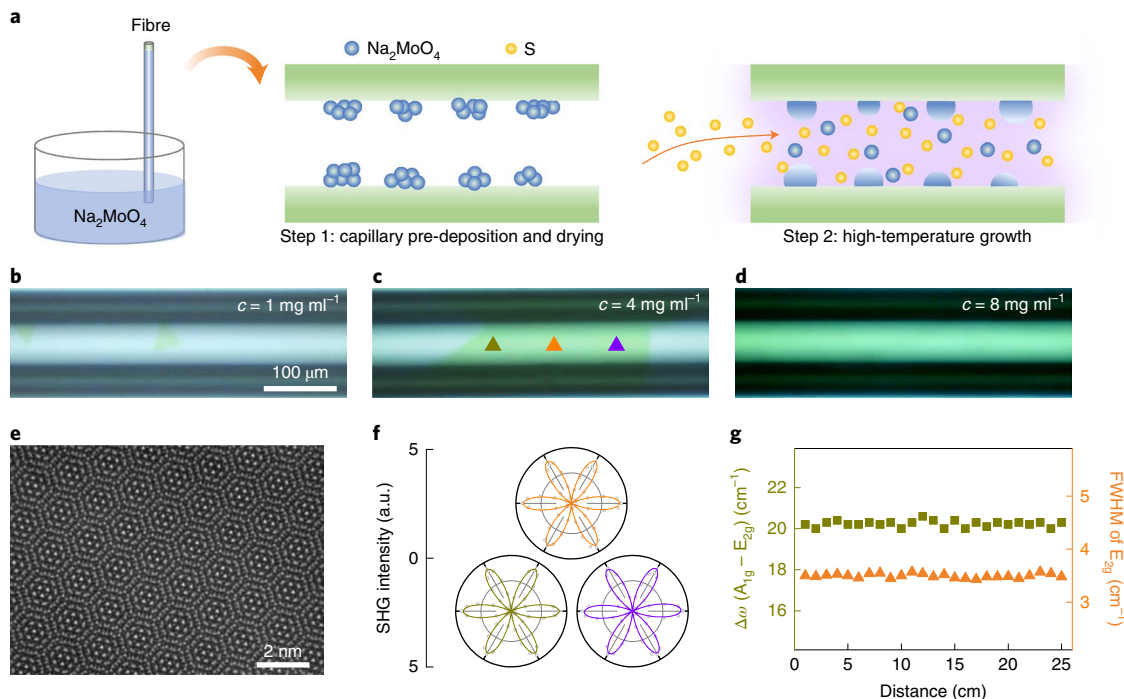 a
Fibre
Na₂MoO₄
Na₂MoO₄
S
Step 1: capillary pre-deposition and drying
Step 2: high-temperature growth
b
c = 1 mg ml⁻¹
100 μm
c
c = 4 mg ml⁻¹
d
c = 8 mg ml⁻¹
e
2 nm
f
SHG intensity (a.u.)
5
0
5
g
Δω (A₁g – E₂g) (cm⁻¹)
22
20
18
16
FWHM of E₂g (cm⁻¹)
5
4
3
0
5
10
15
20
25
Distance (cm)